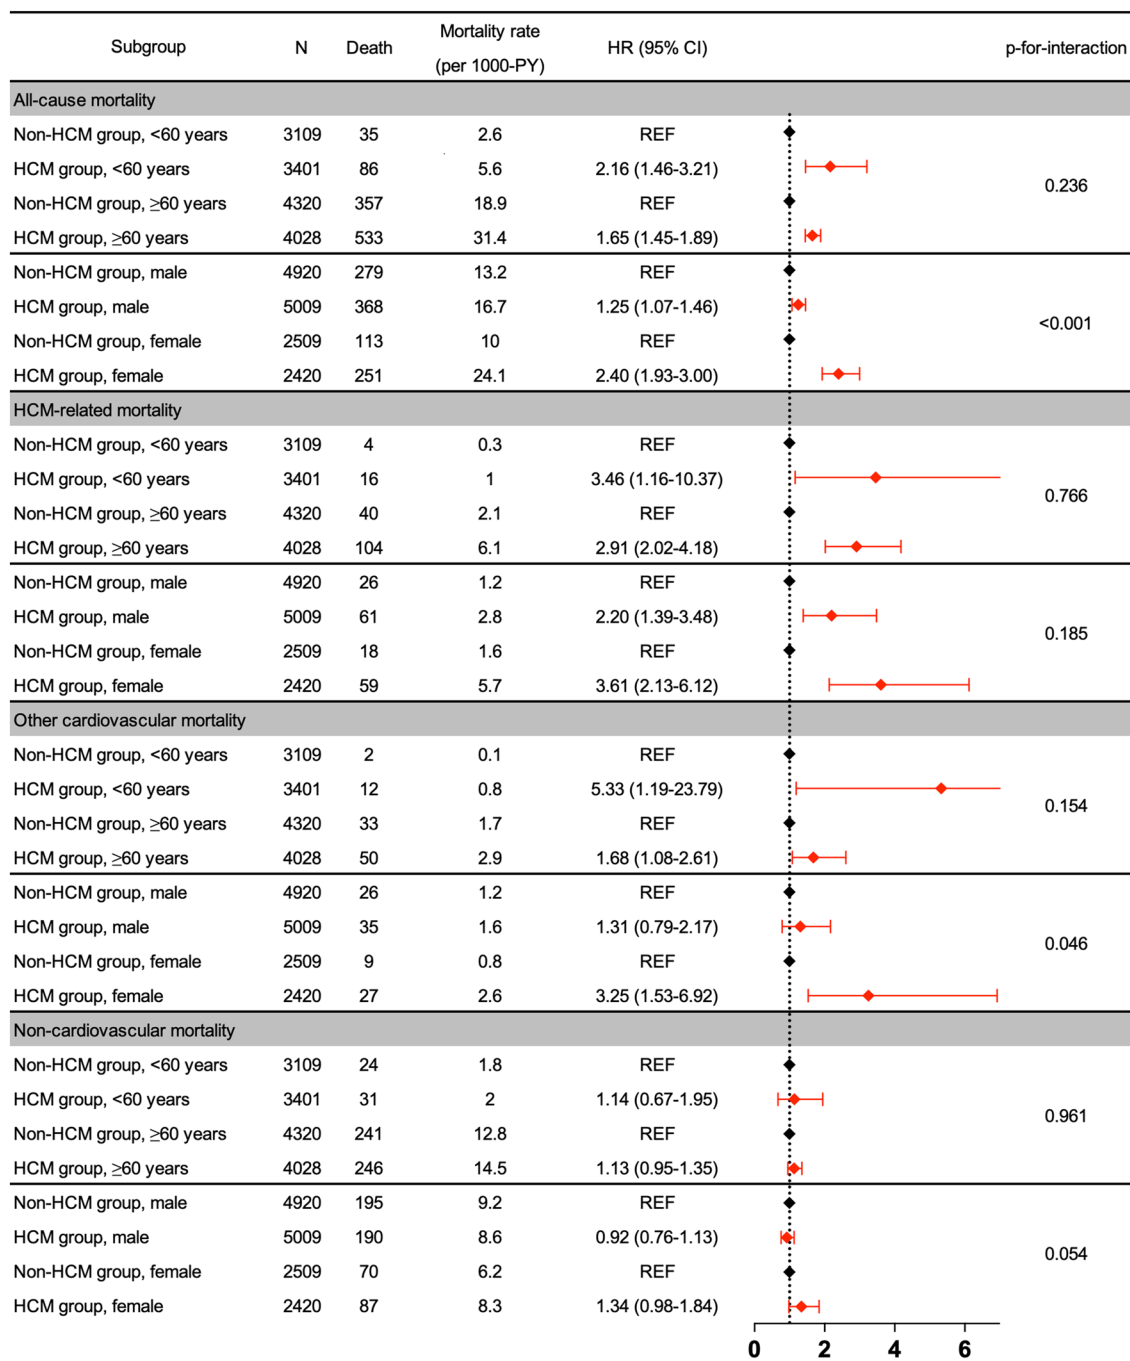 Subgroup N Death Mortality rate (per 1000-PY) HR (95% CI) p-for-interaction
All-cause mortality
Non-HCM group, <60 years 3109 35 2.6 REF
HCM group, <60 years 3401 86 5.6 2.16 (1.46-3.21)
0.236
Non-HCM group, ≥60 years 4320 357 18.9 REF
HCM group, ≥60 years 4028 533 31.4 1.65 (1.45-1.89)
Non-HCM group, male 4920 279 13.2 REF
HCM group, male 5009 368 16.7 1.25 (1.07-1.46)
<0.001
Non-HCM group, female 2509 113 10 REF
HCM group, female 2420 251 24.1 2.40 (1.93-3.00)
HCM-related mortality
Non-HCM group, <60 years 3109 4 0.3 REF
HCM group, <60 years 3401 16 1 3.46 (1.16-10.37)
0.766
Non-HCM group, ≥60 years 4320 40 2.1 REF
HCM group, ≥60 years 4028 104 6.1 2.91 (2.02-4.18)
Non-HCM group, male 4920 26 1.2 REF
HCM group, male 5009 61 2.8 2.20 (1.39-3.48)
0.185
Non-HCM group, female 2509 18 1.6 REF
HCM group, female 2420 59 5.7 3.61 (2.13-6.12)
Other cardiovascular mortality
Non-HCM group, <60 years 3109 2 0.1 REF
HCM group, <60 years 3401 12 0.8 5.33 (1.19-23.79)
0.154
Non-HCM group, ≥60 years 4320 33 1.7 REF
HCM group, ≥60 years 4028 50 2.9 1.68 (1.08-2.61)
Non-HCM group, male 4920 26 1.2 REF
HCM group, male 5009 35 1.6 1.31 (0.79-2.17)
0.046
Non-HCM group, female 2509 9 0.8 REF
HCM group, female 2420 27 2.6 3.25 (1.53-6.92)
Non-cardiovascular mortality
Non-HCM group, <60 years 3109 24 1.8 REF
HCM group, <60 years 3401 31 2 1.14 (0.67-1.95)
0.961
Non-HCM group, ≥60 years 4320 241 12.8 REF
HCM group, ≥60 years 4028 246 14.5 1.13 (0.95-1.35)
Non-HCM group, male 4920 195 9.2 REF
HCM group, male 5009 190 8.6 0.92 (0.76-1.13)
0.054
Non-HCM group, female 2509 70 6.2 REF
HCM group, female 2420 87 8.3 1.34 (0.98-1.84)
0 2 4 6